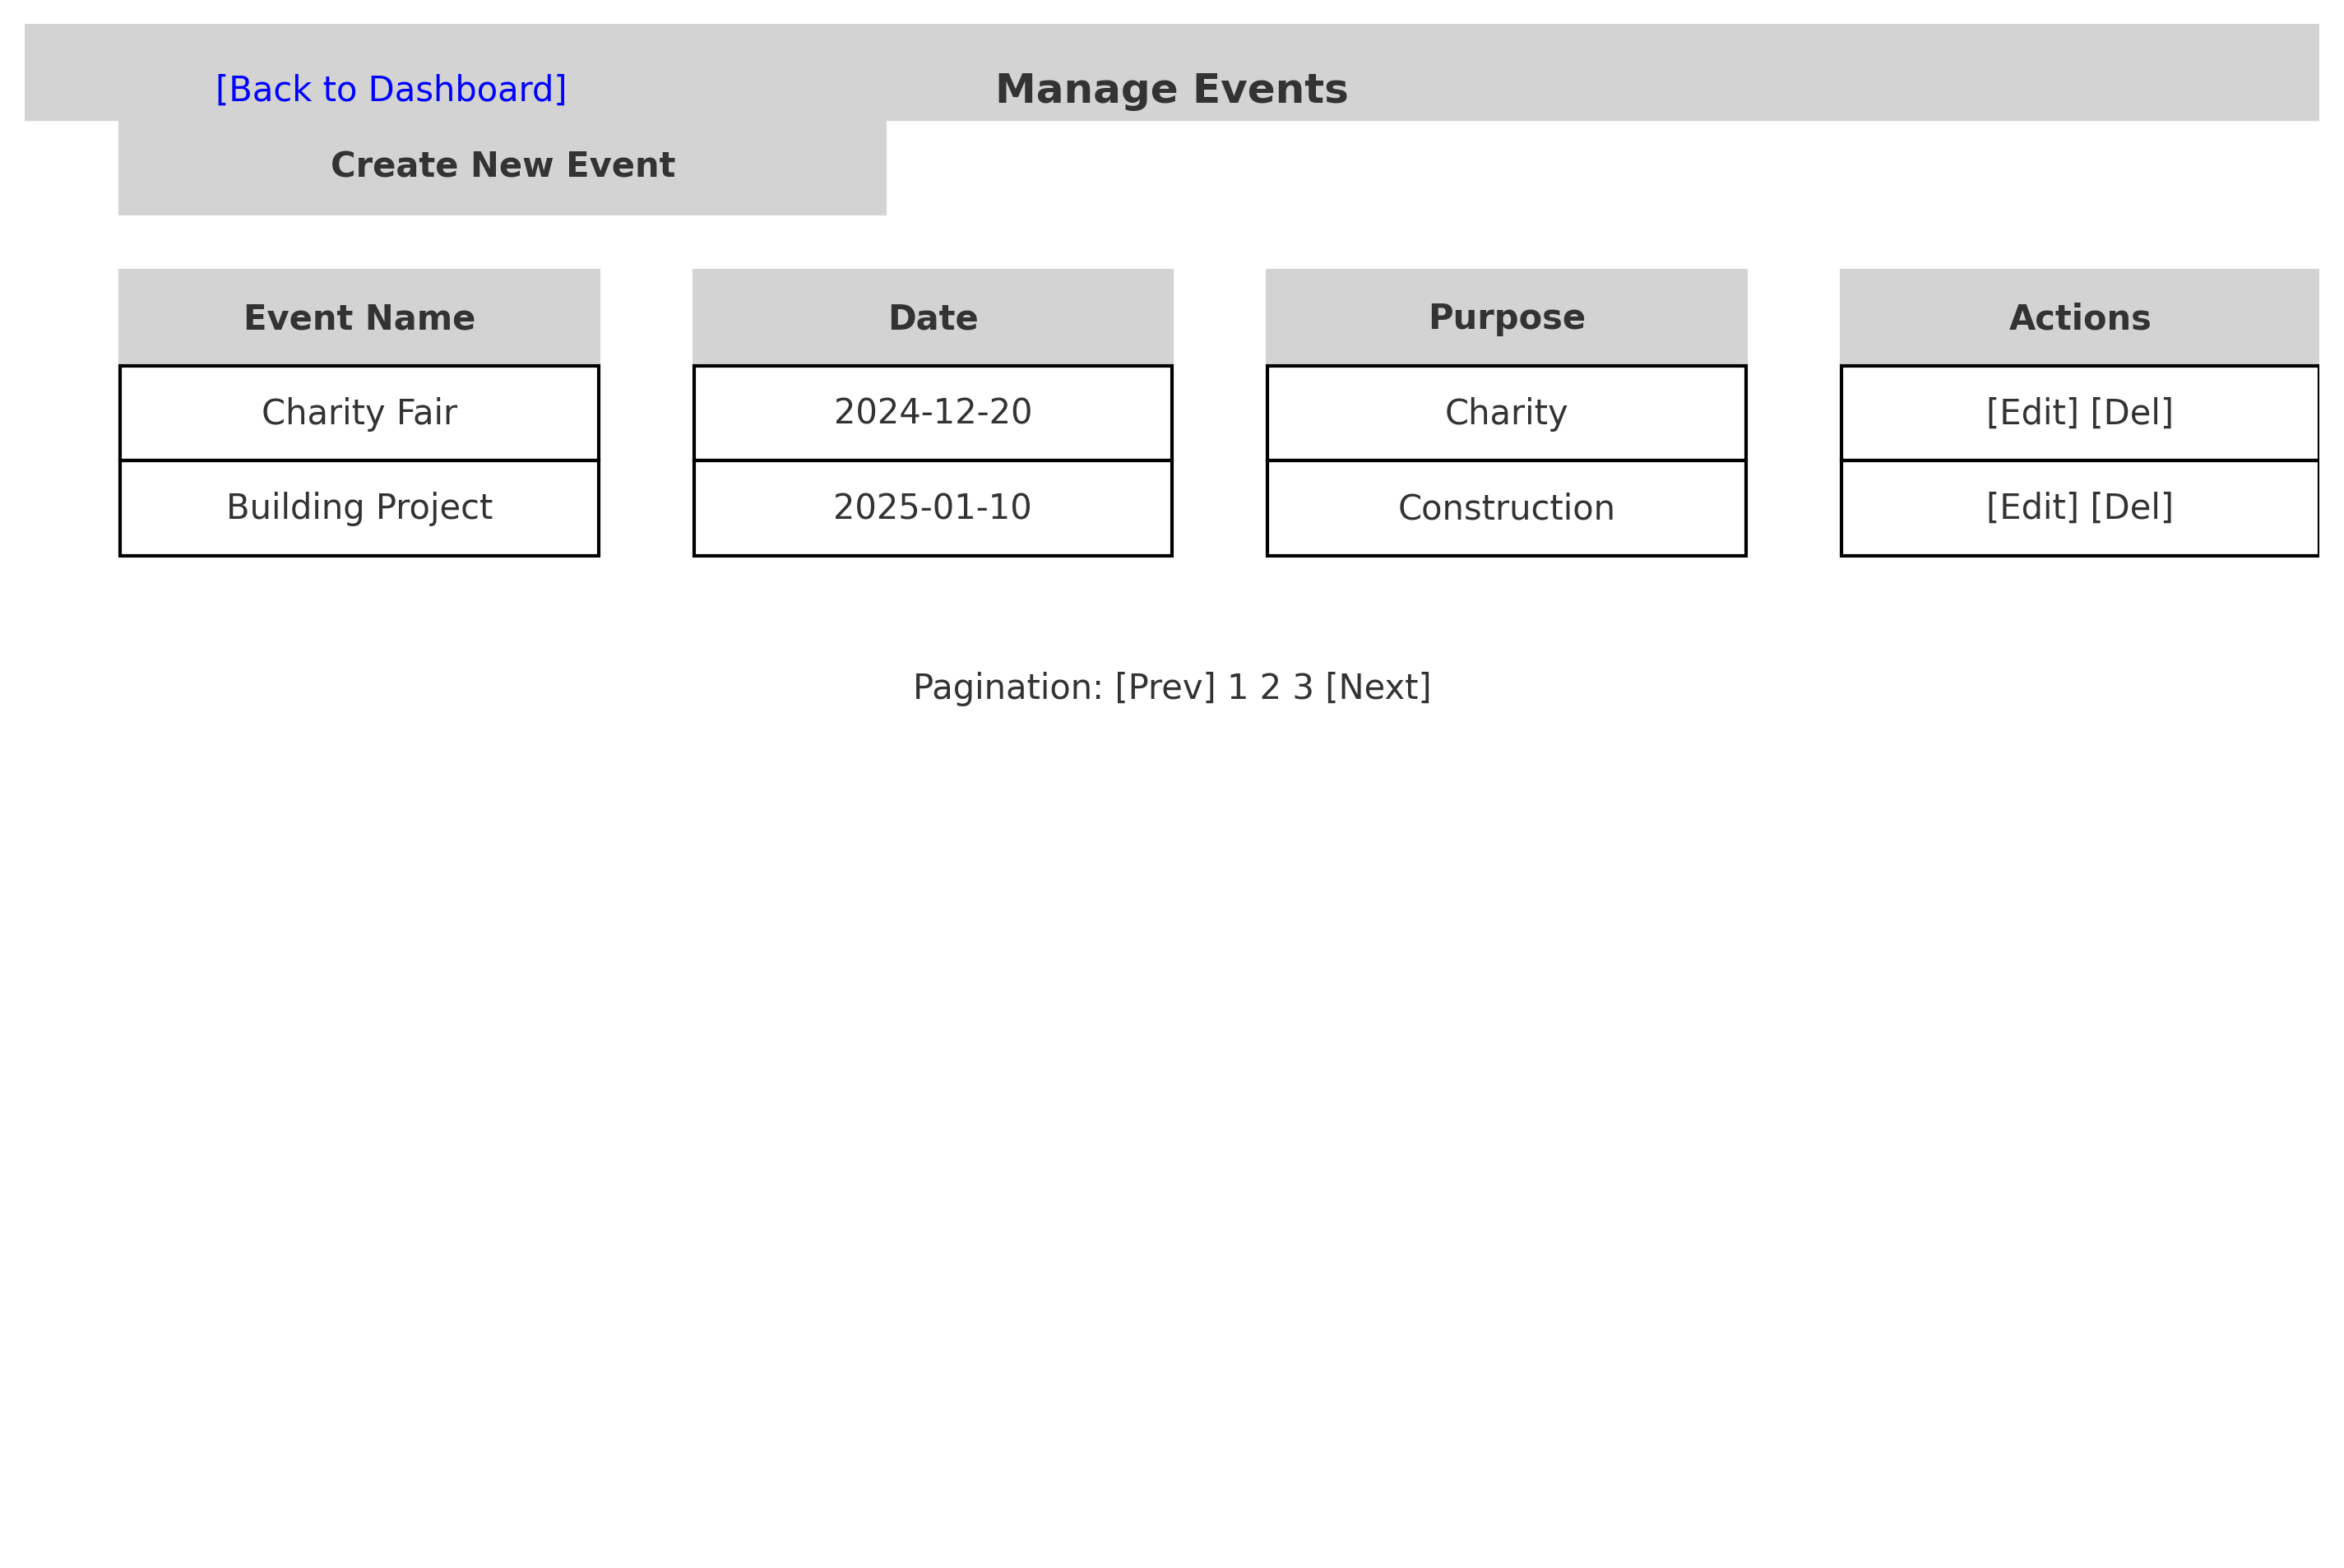 [Back to Dashboard] Manage Events
Create New Event
Event Name Date Purpose Actions
Charity Fair 2024-12-20 Charity [Edit] [Del]
Building Project 2025-01-10 Construction [Edit] [Del]
Pagination: [Prev] 1 2 3 [Next]